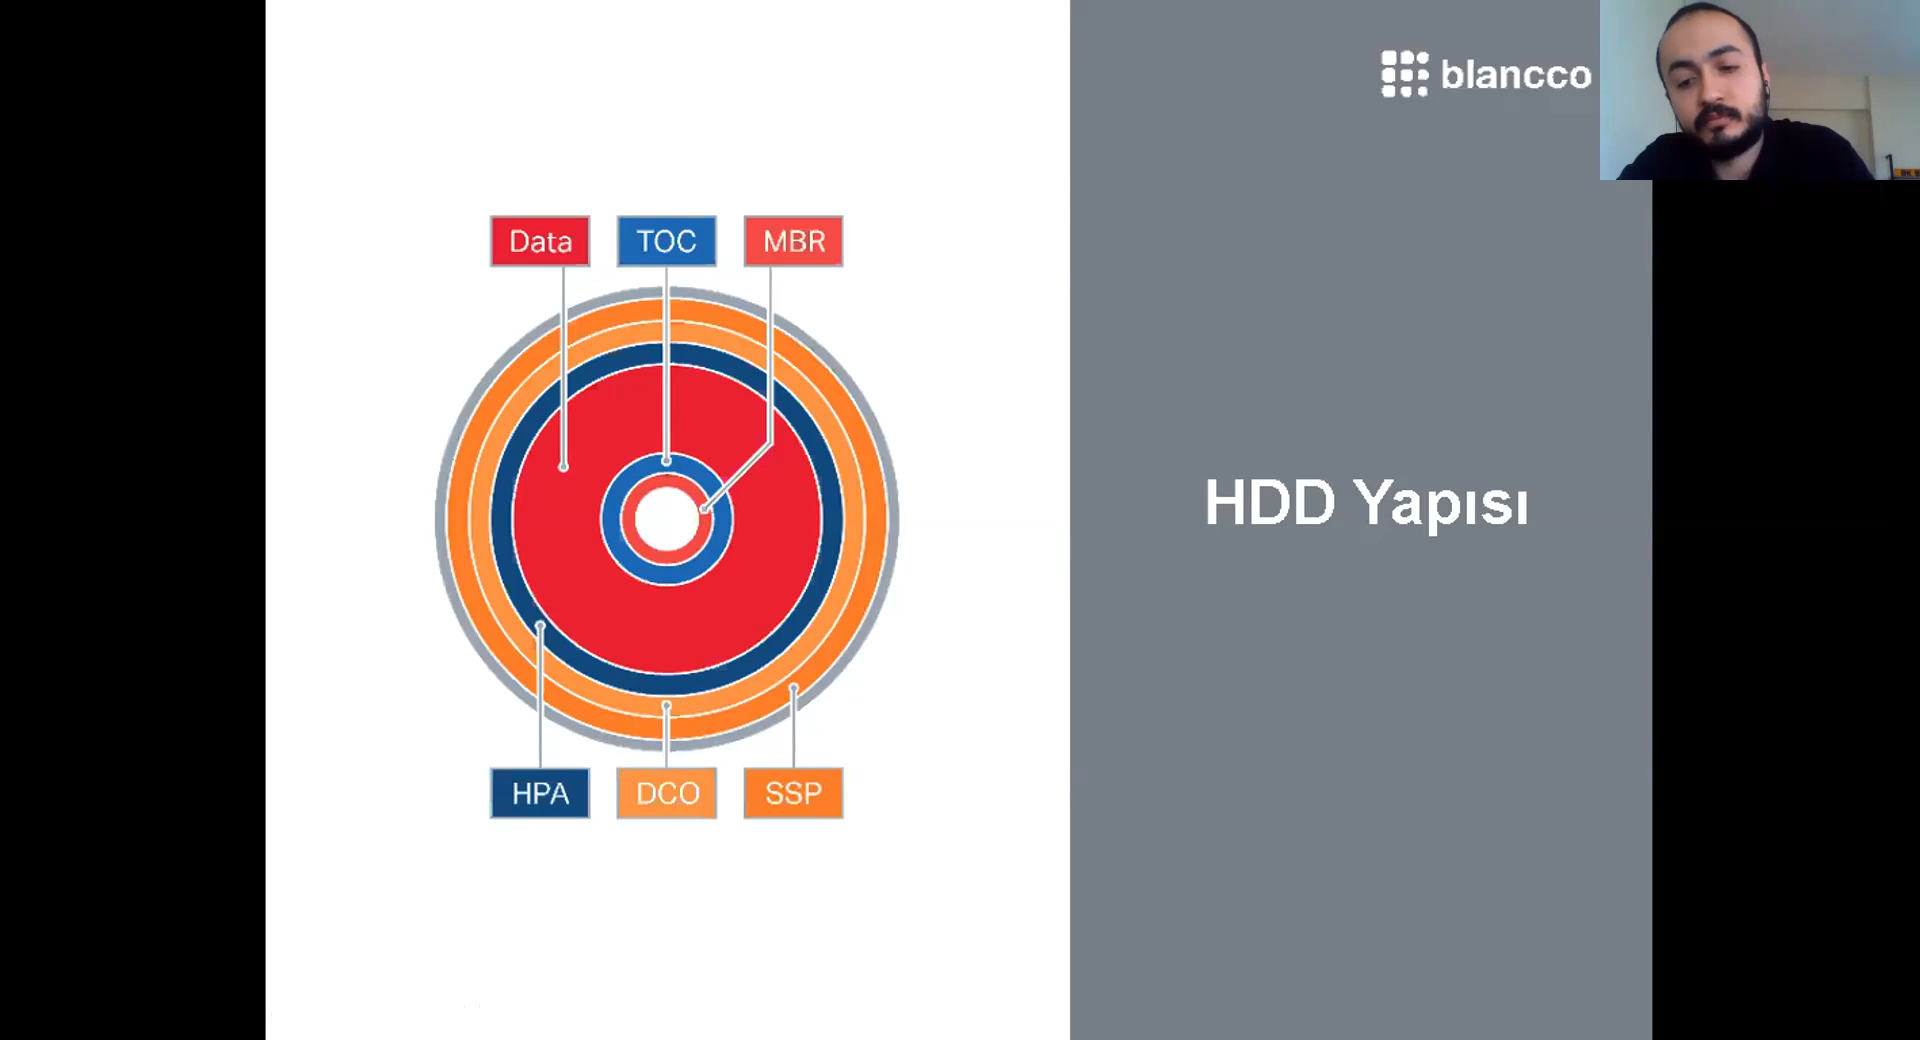 blancco
Data
TOC
MBR
HPA
DCO
SSP
HDD Yapısı